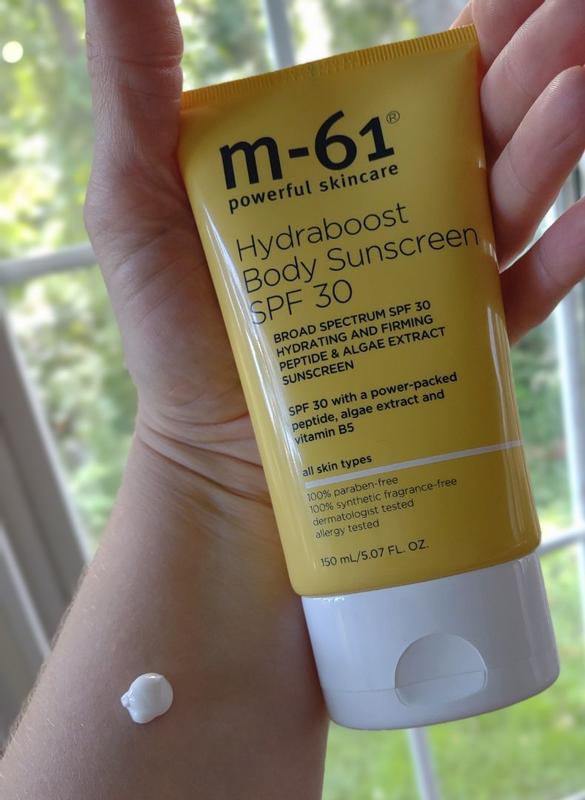 m-61®
powerful skincare
Hydraboost
Body Sunscreen
SPF 30
BROAD SPECTRUM SPF 30
HYDRATING AND FIRMING
PEPTIDE & ALGAE EXTRACT
SUNSCREEN
SPF 30 with a power-packed
peptide, algae extract and
vitamin B5
all skin types
100% paraben-free
100% synthetic fragrance-free
dermatologist tested
allergy tested
150 mL/5.07 FL. OZ.